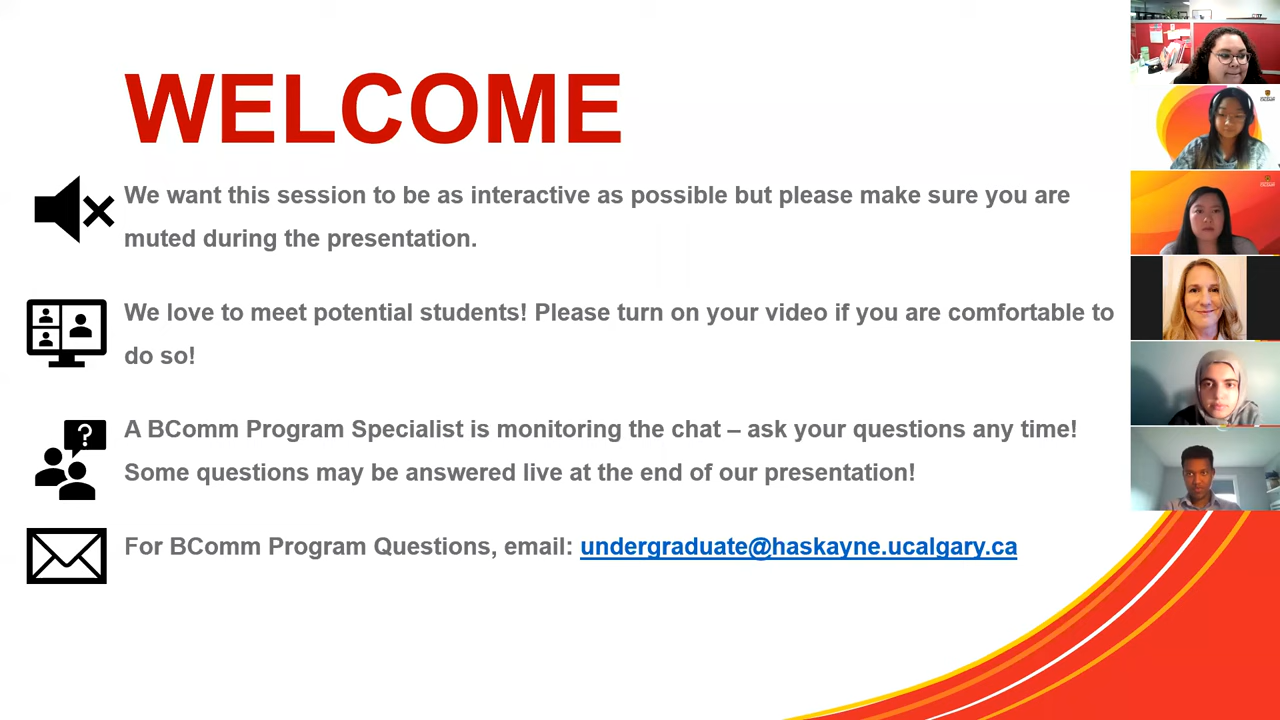 WELCOME
We want this session to be as interactive as possible but please make sure you are
muted during the presentation.
We love to meet potential students! Please turn on your video if you are comfortable to
do so!
?
A BComm Program Specialist is monitoring the chat – ask your questions any time!
Some questions may be answered live at the end of our presentation!
For BComm Program Questions, email: undergraduate@haskayne.ucalgary.ca